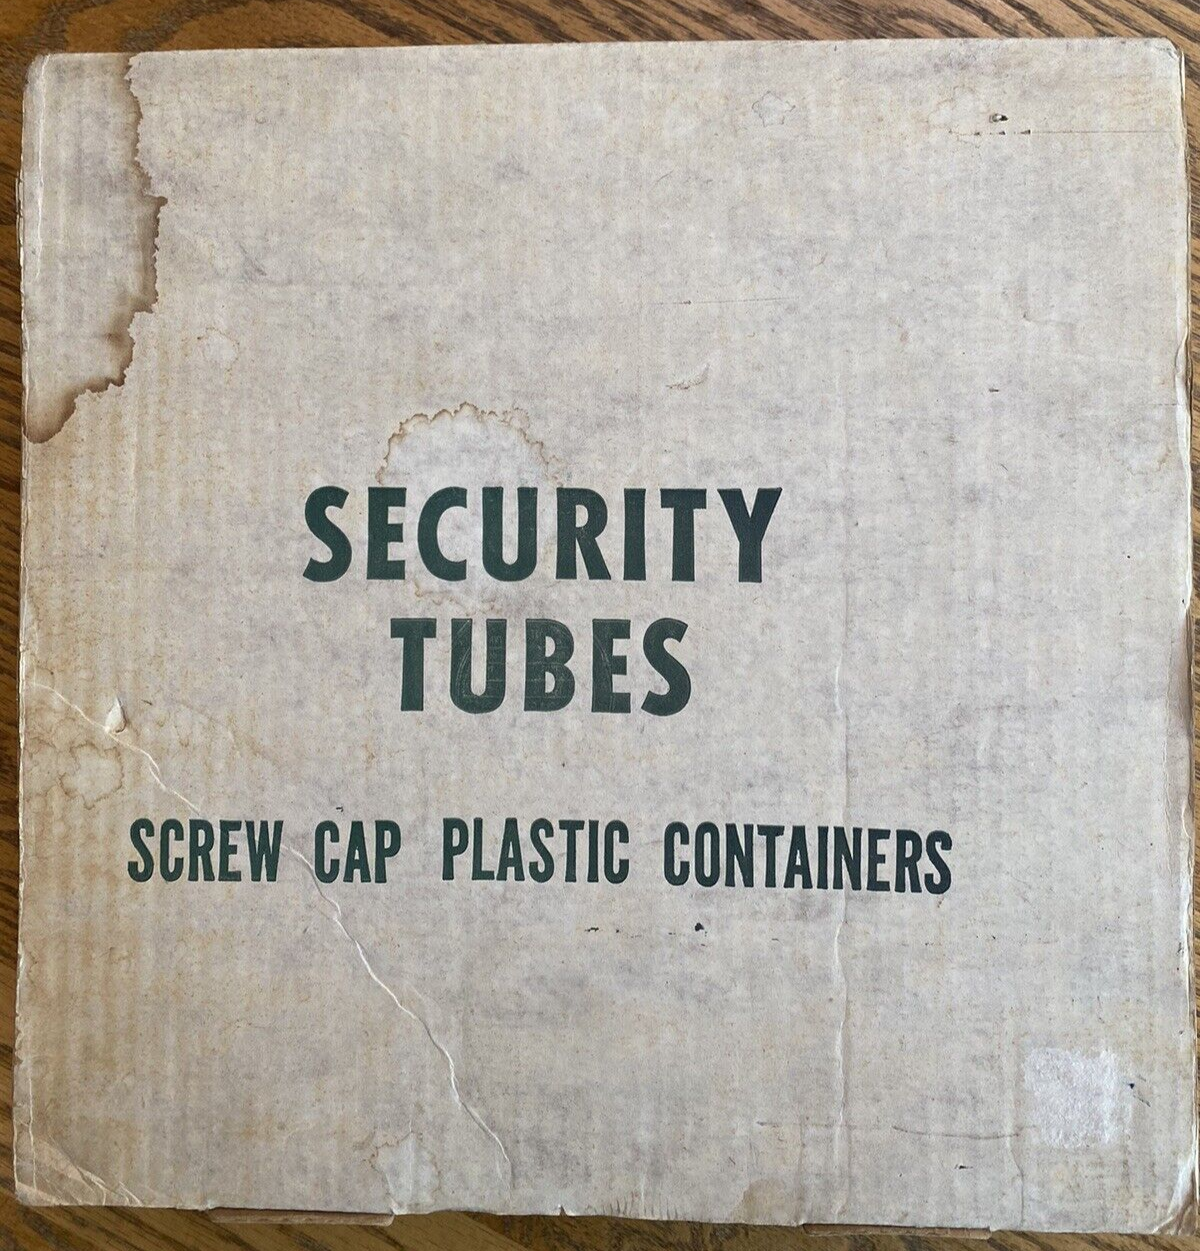 SECURITY
TUBES
SCREW CAP PLASTIC CONTAINERS